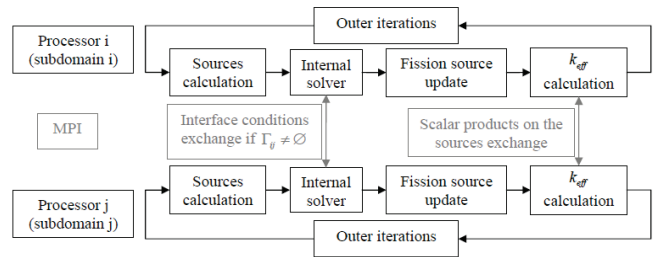 Outer iterations
Processor i
(subdomain i)
Sources
calculation
Internal
solver
Fission source
update
k_eff
calculation
MPI
Interface conditions
exchange if Γ_ij ≠ ∅
Scalar products on the
sources exchange
Processor j
(subdomain j)
Sources
calculation
Internal
solver
Fission source
update
k_eff
calculation
Outer iterations